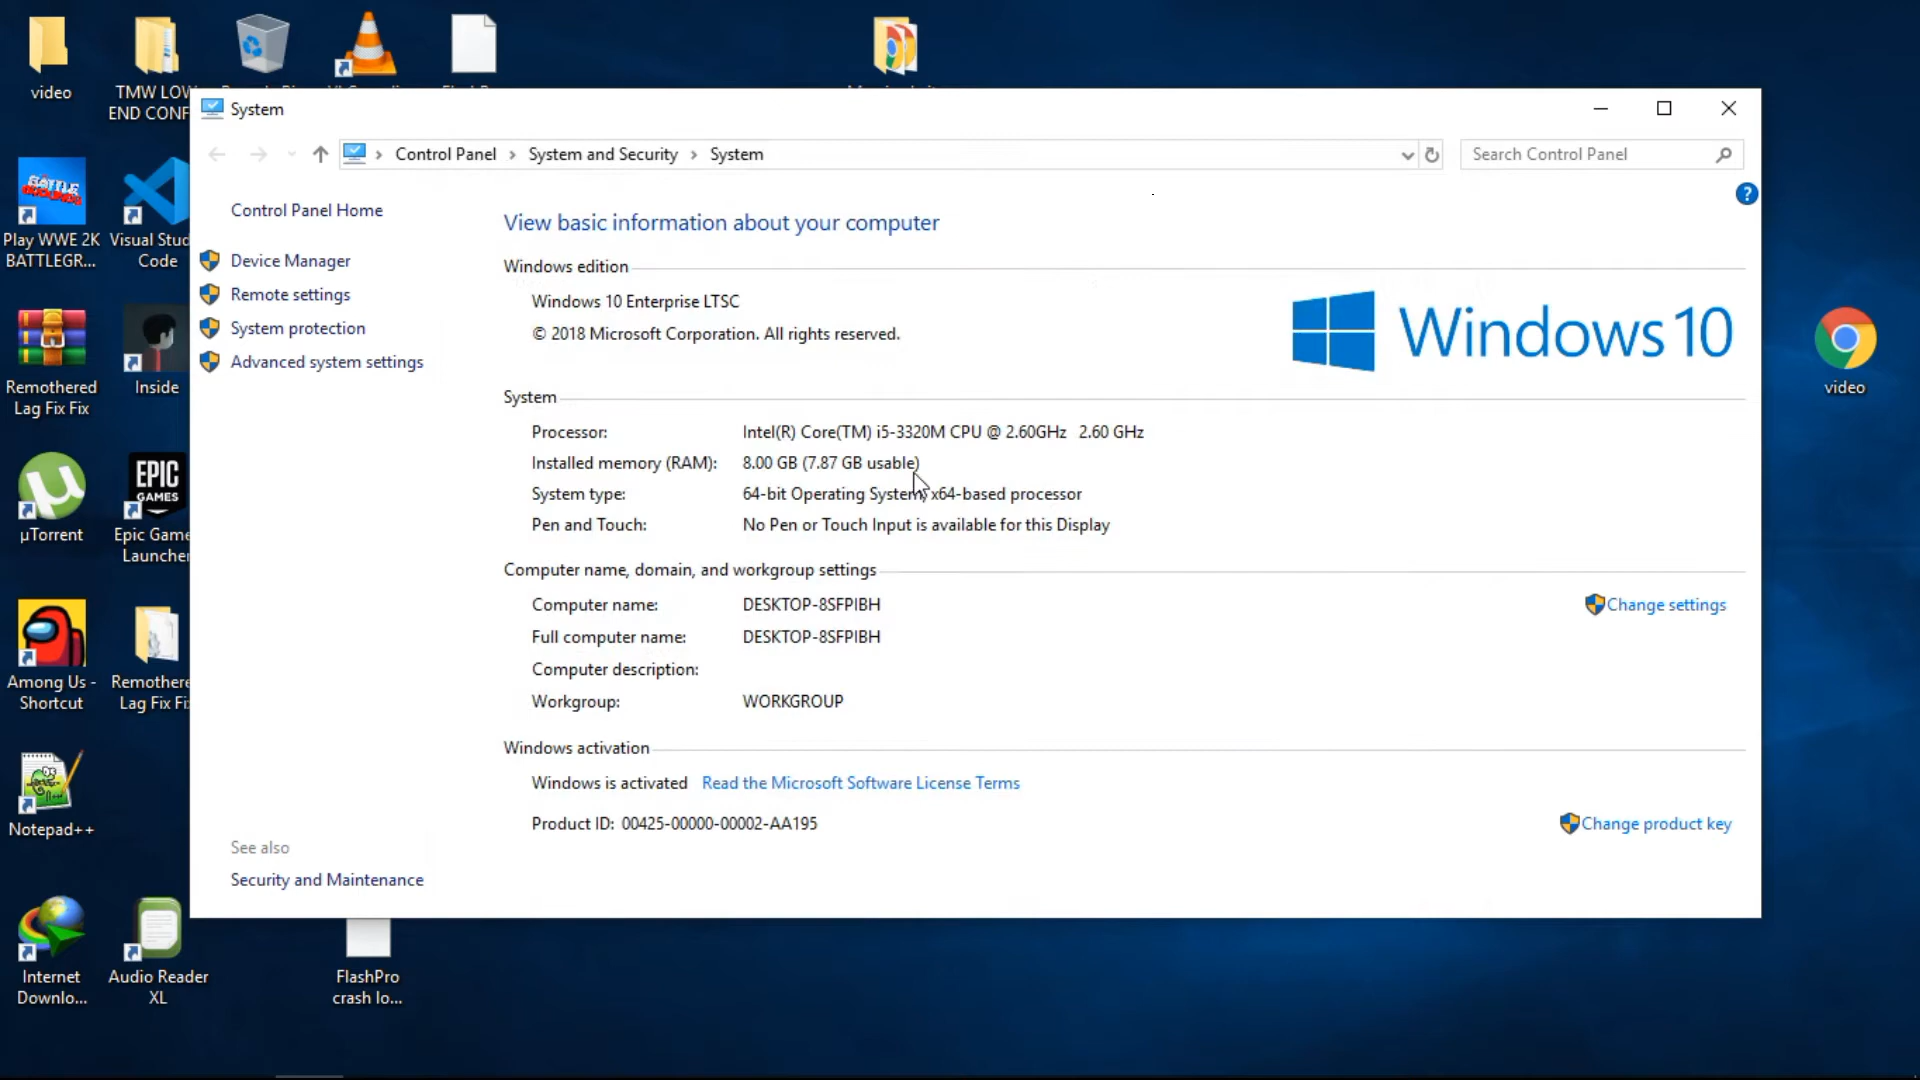 video
TMW LOW
END CONF
System
Control Panel
System and Security
System
Search Control Panel
?
Control Panel Home
Device Manager
Remote settings
System protection
Advanced system settings
See also
Security and Maintenance
View basic information about your computer
Windows edition
Windows 10 Enterprise LTSC
© 2018 Microsoft Corporation. All rights reserved.
Windows 10
System
Processor: Intel(R) Core(TM) i5-3320M CPU @ 2.60GHz 2.60 GHz
Installed memory (RAM): 8.00 GB (7.87 GB usable)
System type: 64-bit Operating System, x64-based processor
Pen and Touch: No Pen or Touch Input is available for this Display
Computer name, domain, and workgroup settings
Computer name: DESKTOP-8SFPIBH
Change settings
Full computer name: DESKTOP-8SFPIBH
Computer description:
Workgroup: WORKGROUP
Windows activation
Windows is activated Read the Microsoft Software License Terms
Product ID: 00425-00000-00002-AA195
Change product key
Play WWE 2K
BATTLEGR...
Visual Stud
Code
Remothered
Lag Fix Fix
Inside
µTorrent
EPIC
GAMES
Epic Game
Launcher
Among Us -
Shortcut
Remothere
Lag Fix Fix
Notepad++
Internet
Downlo...
Audio Reader
XL
FlashPro
crash lo...
video